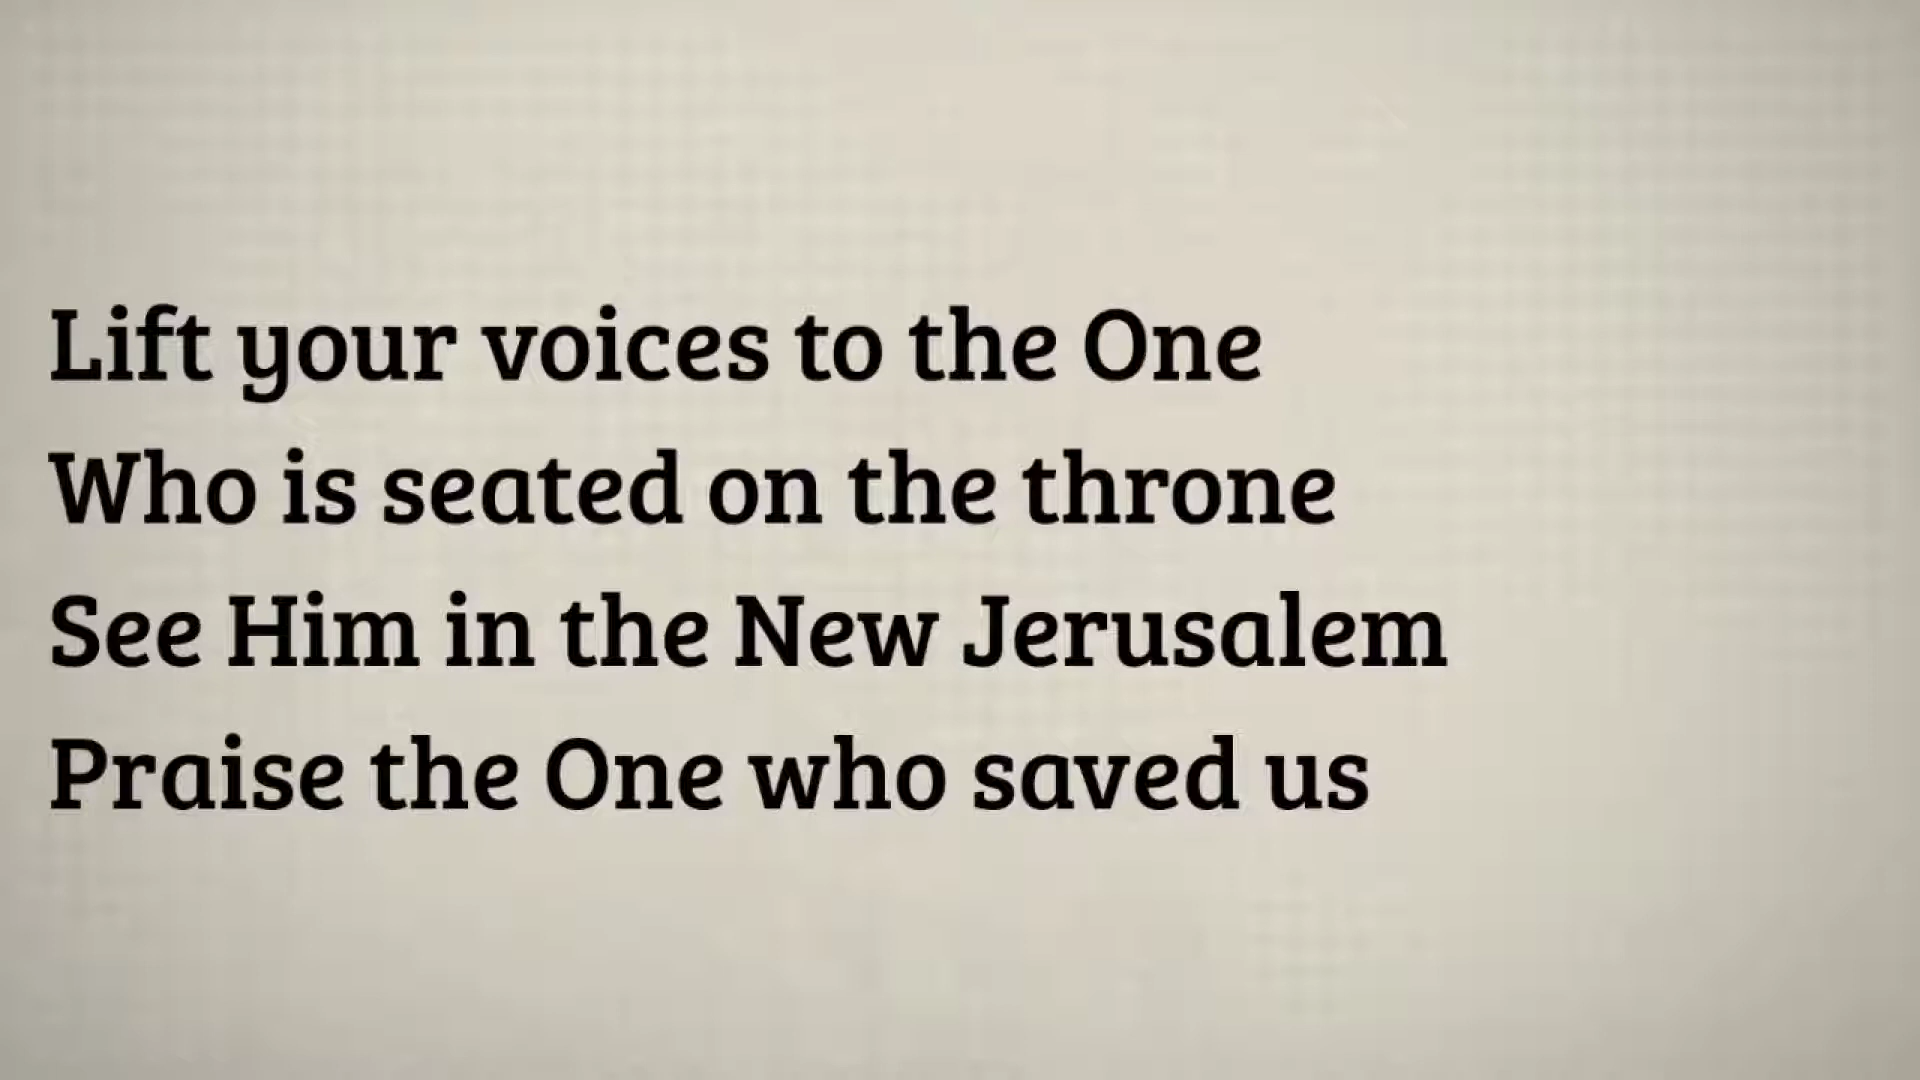 Lift your voices to the One
Who is seated on the throne
See Him in the New Jerusalem
Praise the One who saved us